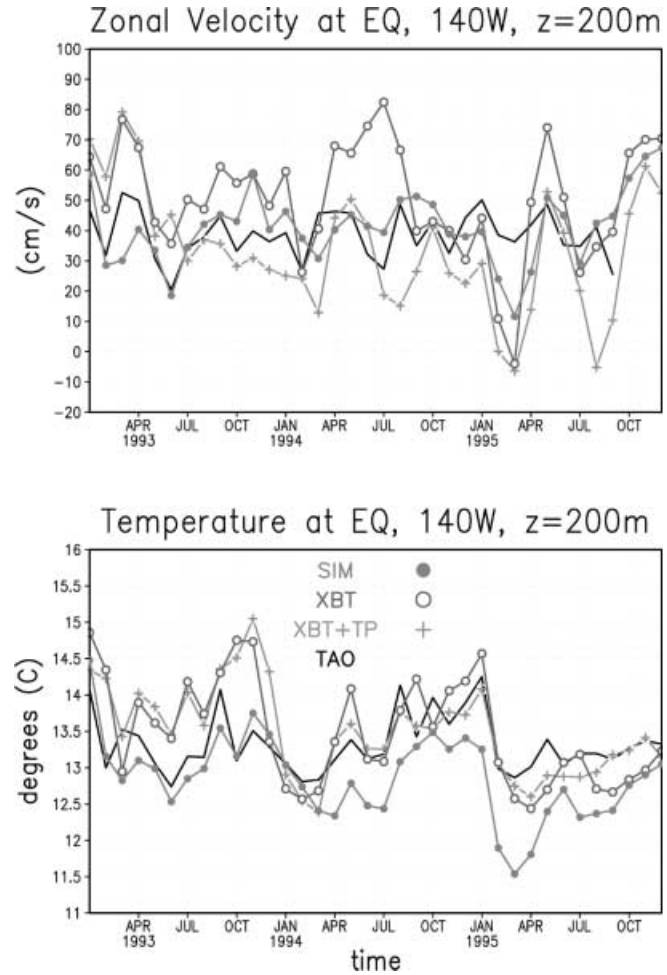 Zonal Velocity at EQ, 140W, z=200m
100
90
80
70
60
50
40
30
20
10
0
-10
-20
(cm/s)
APR JUL OCT JAN APR JUL OCT JAN APR JUL OCT
1993 1994 1995
Temperature at EQ, 140W, z=200m
16
15.5
15
14.5
14
13.5
13
12.5
12
11.5
11
degrees (C)
SIM
XBT
XBT+TP
TAO
APR JUL OCT JAN APR JUL OCT JAN APR JUL OCT
1993 1994 1995
time